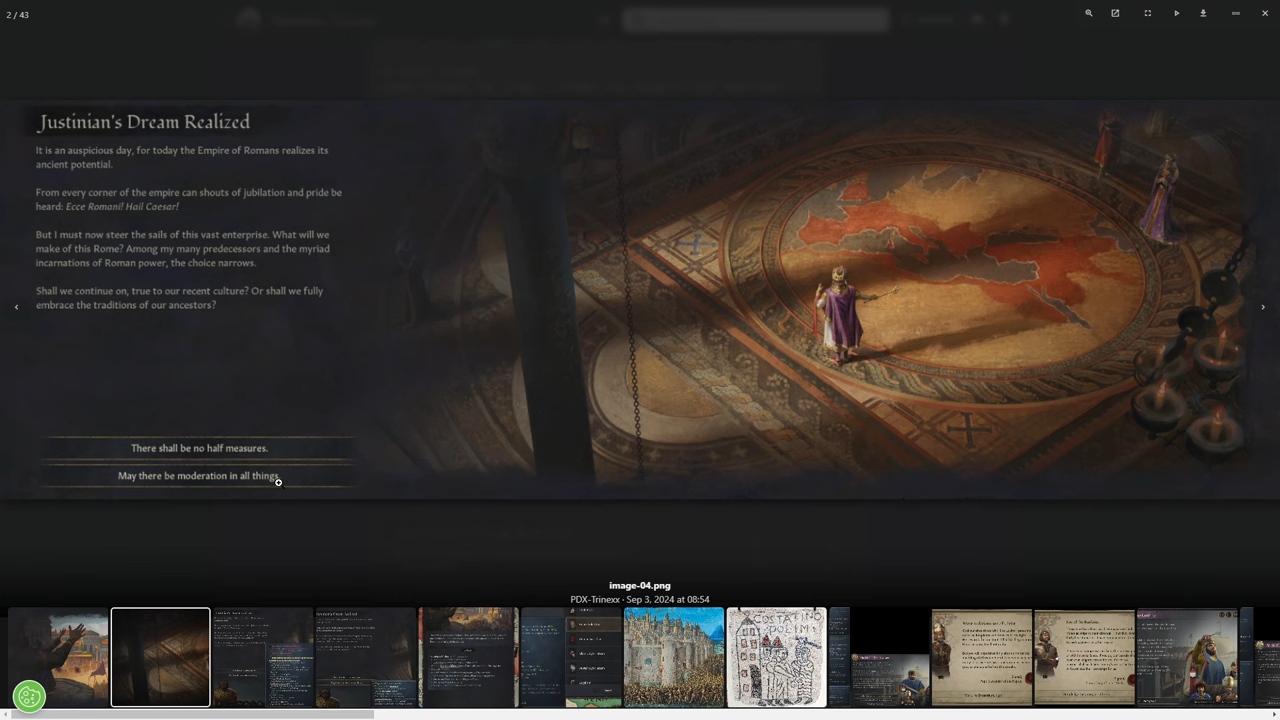 2 / 43
Justinian's Dream Realized
It is an auspicious day, for today the Empire of Romans realizes its
ancient potential.
From every corner of the empire can shouts of jubilation and pride be
heard: Ecce Romani! Hail Caesar!
But I must now steer the sails of this vast enterprise. What will we
make of this Rome? Among my many predecessors and the myriad
incarnations of Roman power, the choice narrows.
Shall we continue on, true to our recent culture? Or shall we fully
embrace the traditions of our ancestors?
There shall be no half measures.
May there be moderation in all things.
image-04.png
PDX-Trinexx · Sep 3, 2024 at 08:54